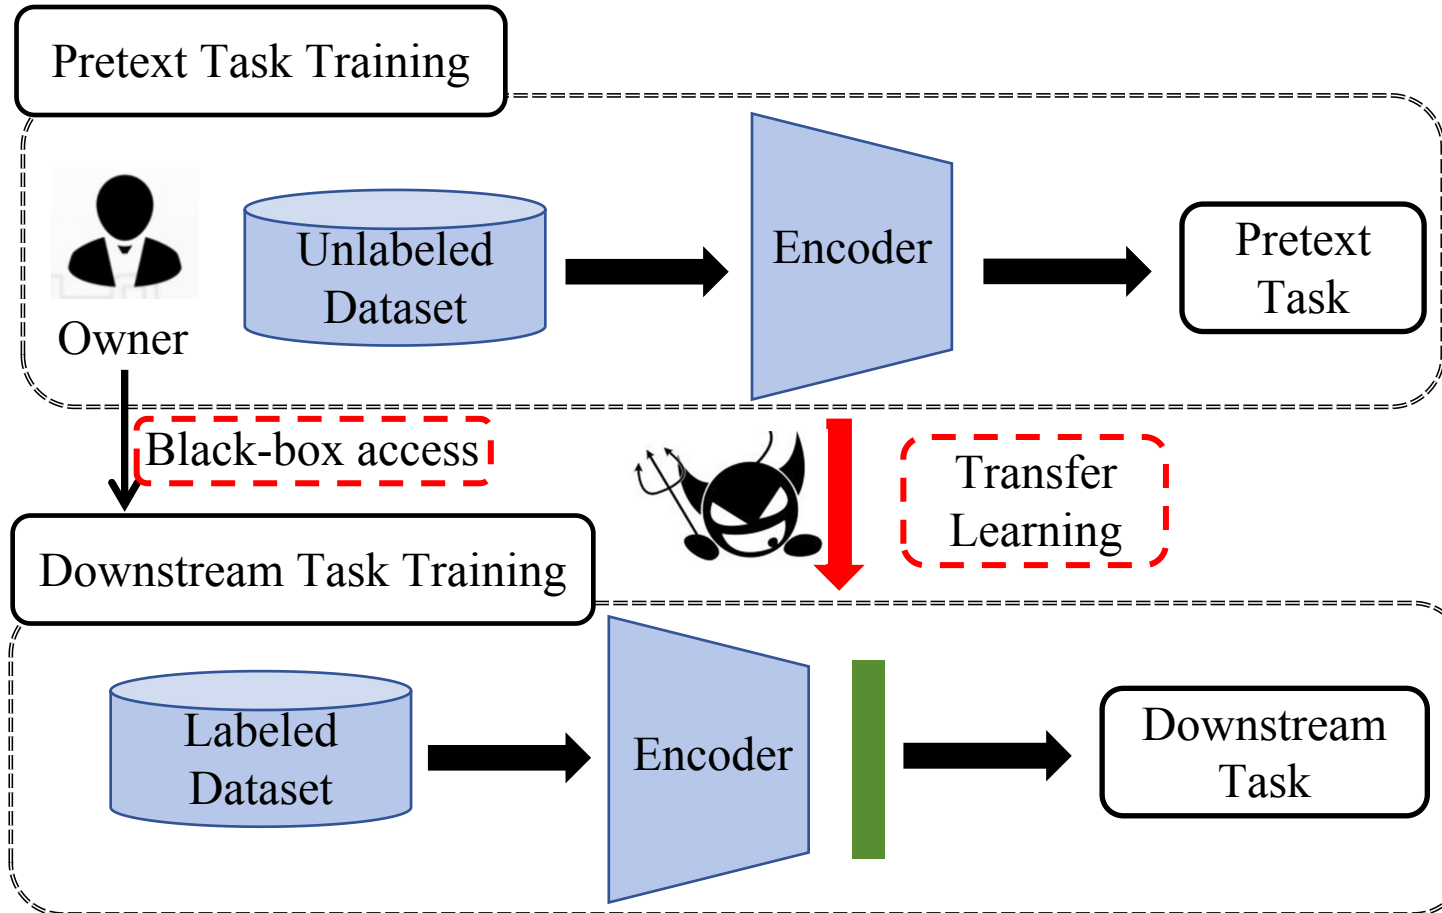 Pretext Task Training
Unlabeled
Dataset
Encoder
Pretext
Task
Owner
Black-box access
Transfer
Learning
Downstream Task Training
Labeled
Dataset
Encoder
Downstream
Task